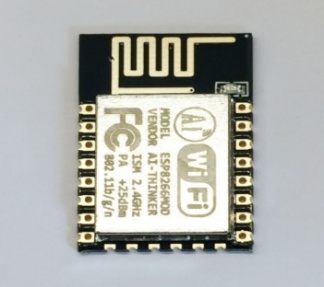 MODEL ESP8266MOD
VENDOR AI-THINKER
ISM 2.4GHz
PA +25dBm
802.11b/g/n
FC
Ai
WiFi